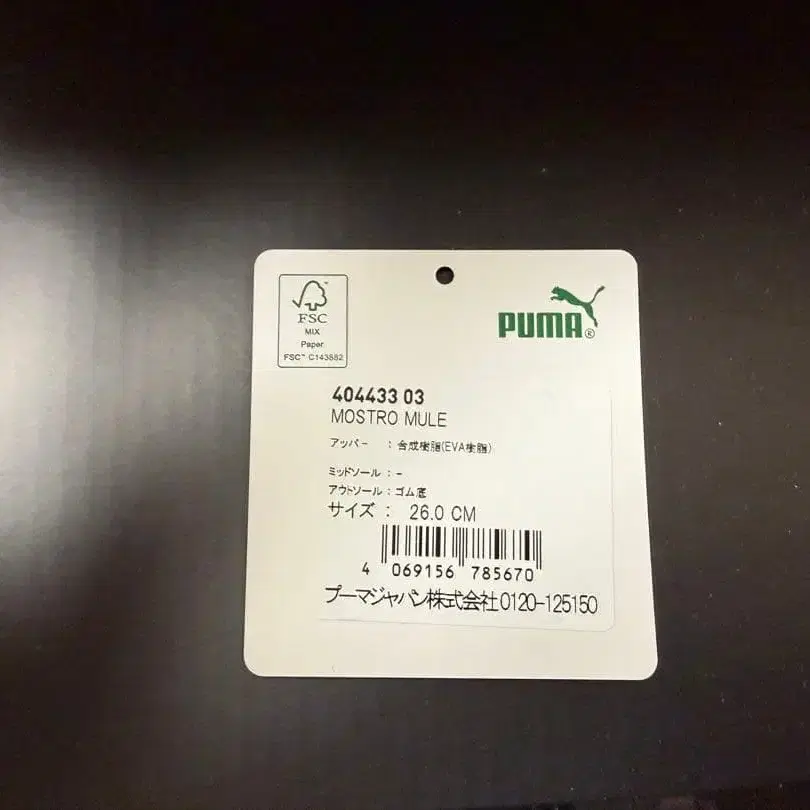 FSC
MIX
Paper
FSC™ C143882
PUMA®
404433 03
MOSTRO MULE
アッパー : 合成樹脂(EVA樹脂)
ミッドソール : -
アウトソール : ゴム底
サイズ : 26.0 CM
4 069156 785670
プーマジャパン株式会社0120-125150